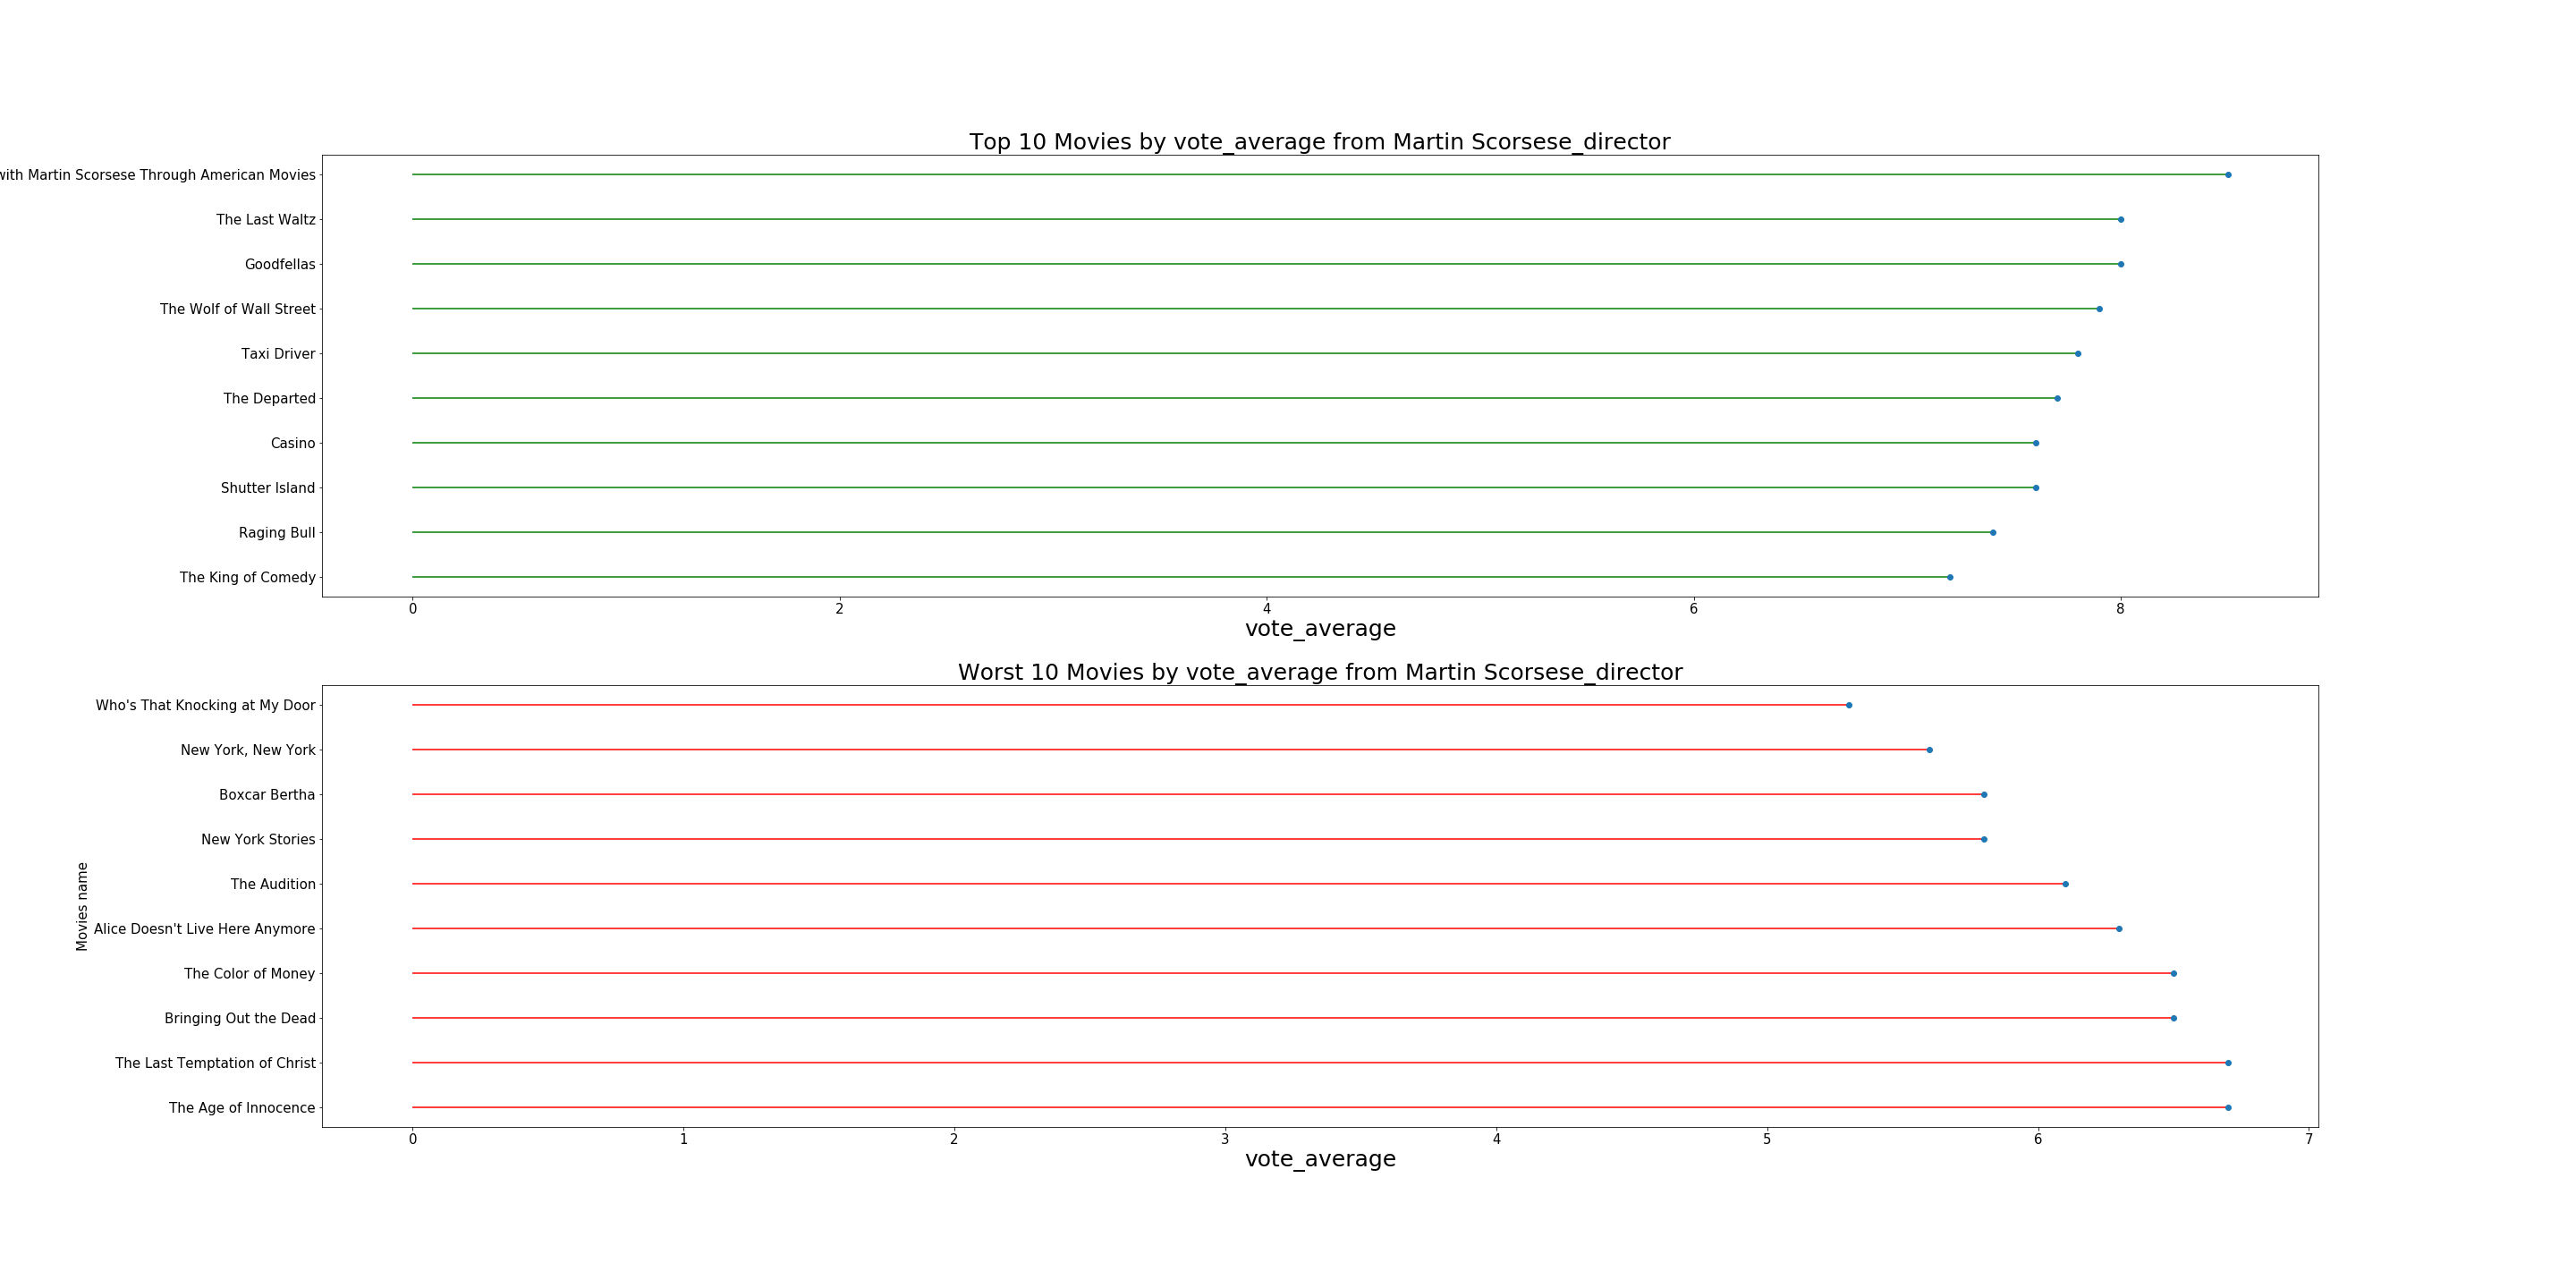 Top 10 Movies by vote_average from Martin Scorsese_director
with Martin Scorsese Through American Movies
The Last Waltz
Goodfellas
The Wolf of Wall Street
Taxi Driver
The Departed
Casino
Shutter Island
Raging Bull
The King of Comedy
0 2 4 6 8
vote_average
Worst 10 Movies by vote_average from Martin Scorsese_director
Movies name
Who's That Knocking at My Door
New York, New York
Boxcar Bertha
New York Stories
The Audition
Alice Doesn't Live Here Anymore
The Color of Money
Bringing Out the Dead
The Last Temptation of Christ
The Age of Innocence
0 1 2 3 4 5 6 7
vote_average